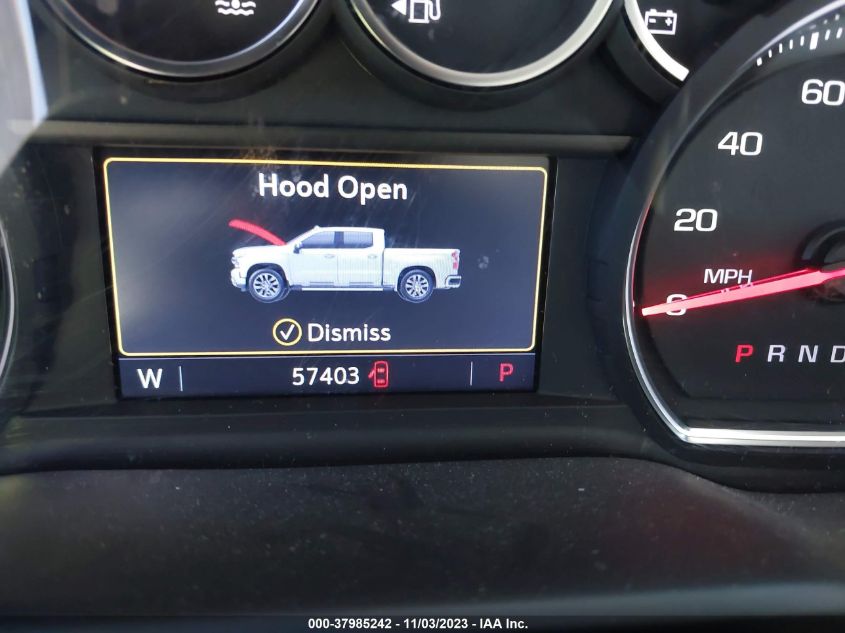 60
40
20
MPH
0
P R N D
Hood Open
Dismiss
W 57403 P
000-37985242 - 11/03/2023 - IAA Inc.